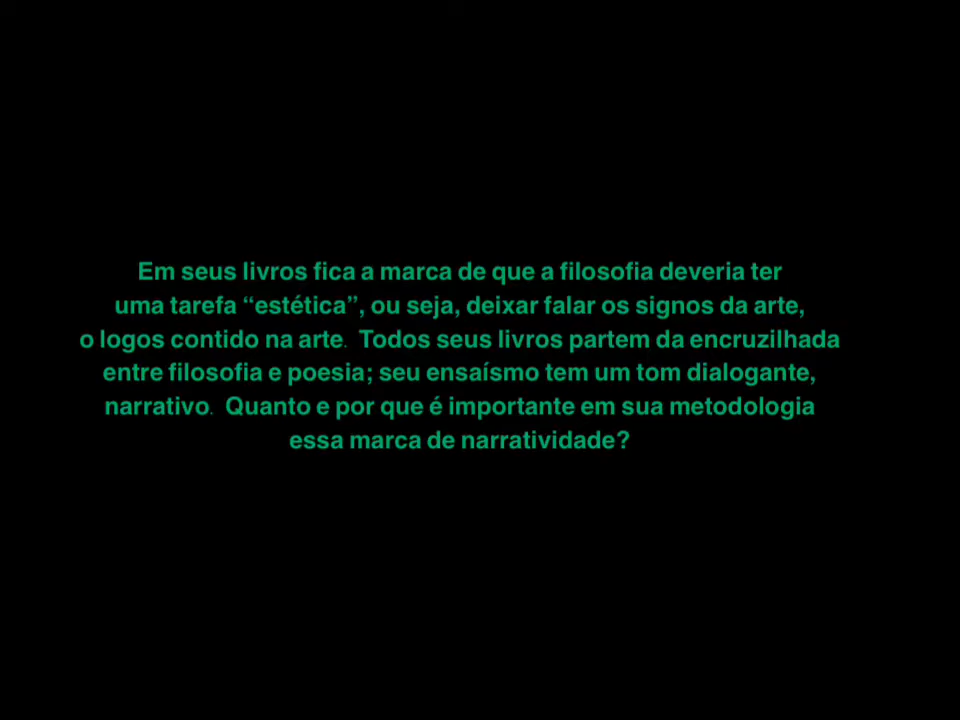 Em seus livros fica a marca de que a filosofia deveria ter
uma tarefa “estética”, ou seja, deixar falar os signos da arte,
o logos contido na arte.  Todos seus livros partem da encruzilhada
entre filosofia e poesia; seu ensaísmo tem um tom dialogante,
narrativo.  Quanto e por que é importante em sua metodologia
essa marca de narratividade?